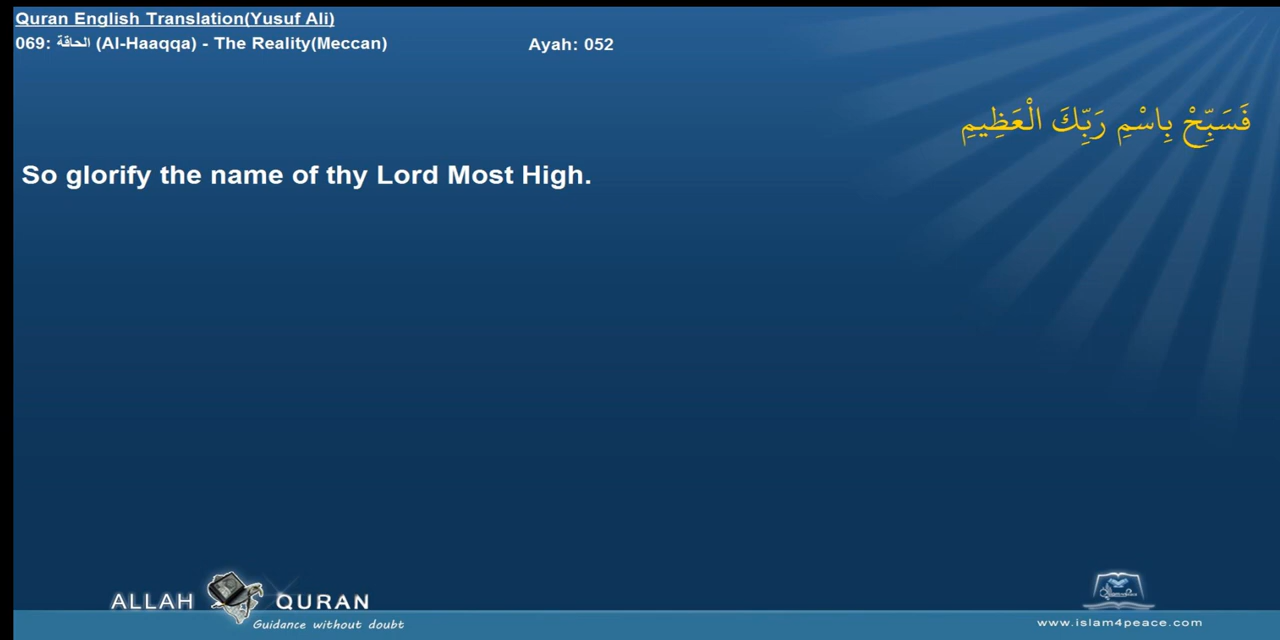 Quran English Translation(Yusuf Ali)
069: الحاقة (Al-Haaqqa) - The Reality(Meccan) Ayah: 052
فَسَبِّحْ بِاسْمِ رَبِّكَ الْعَظِيمِ
So glorify the name of thy Lord Most High.
ALLAH QURAN
Guidance without doubt
www.islam4peace.com